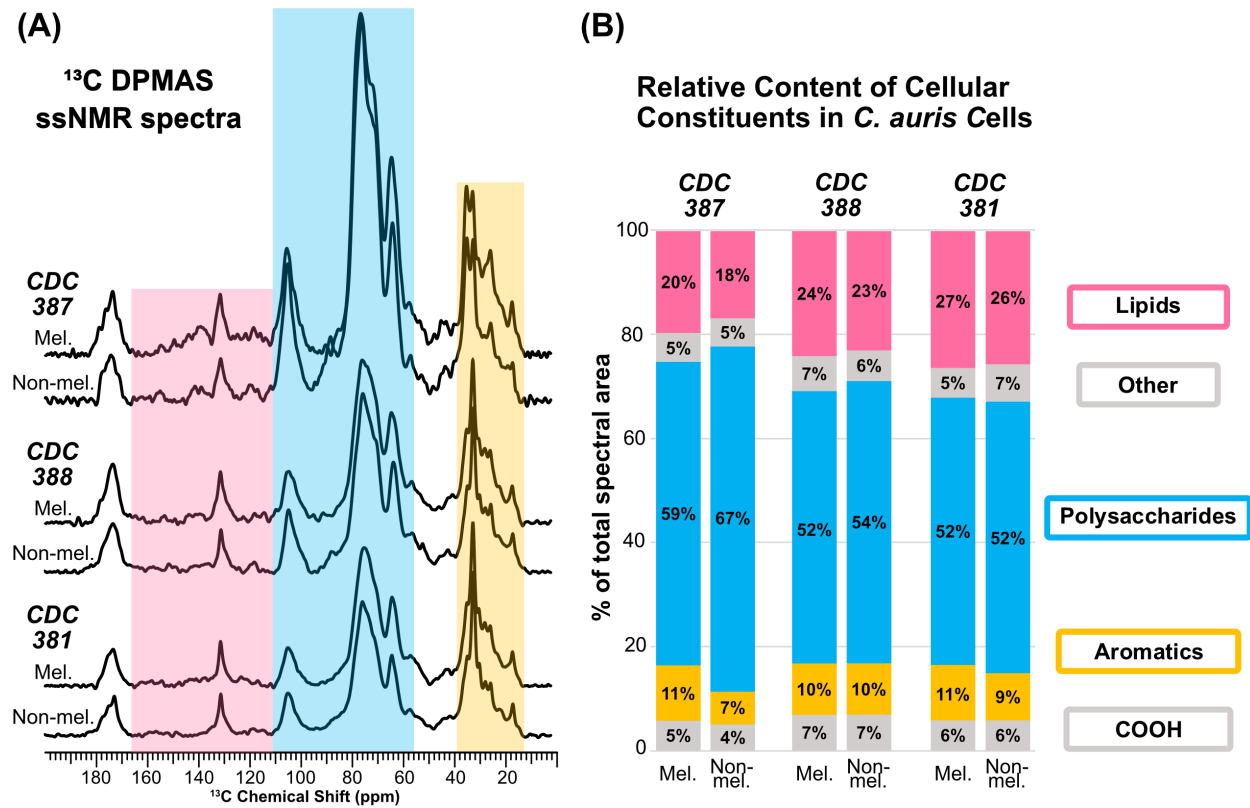 (A)
¹³C DPMAS
ssNMR spectra
CDC
387
Mel.
Non-mel.
CDC
388
Mel.
Non-mel.
CDC
381
Mel.
Non-mel.
180 160 140 120 100 80 60 40 20
¹³C Chemical Shift (ppm)
(B)
Relative Content of Cellular
Constituents in C. auris Cells
CDC
387
CDC
388
CDC
381
% of total spectral area
100
80
60
40
20
0
20% 18% 24% 23% 27% 26%
5% 5% 7% 6% 5% 7%
59% 67% 52% 54% 52% 52%
11% 7% 10% 10% 11% 9%
5% 4% 7% 7% 6% 6%
Mel. Non-
mel. Mel. Non-
mel. Mel. Non-
mel.
Lipids
Other
Polysaccharides
Aromatics
COOH